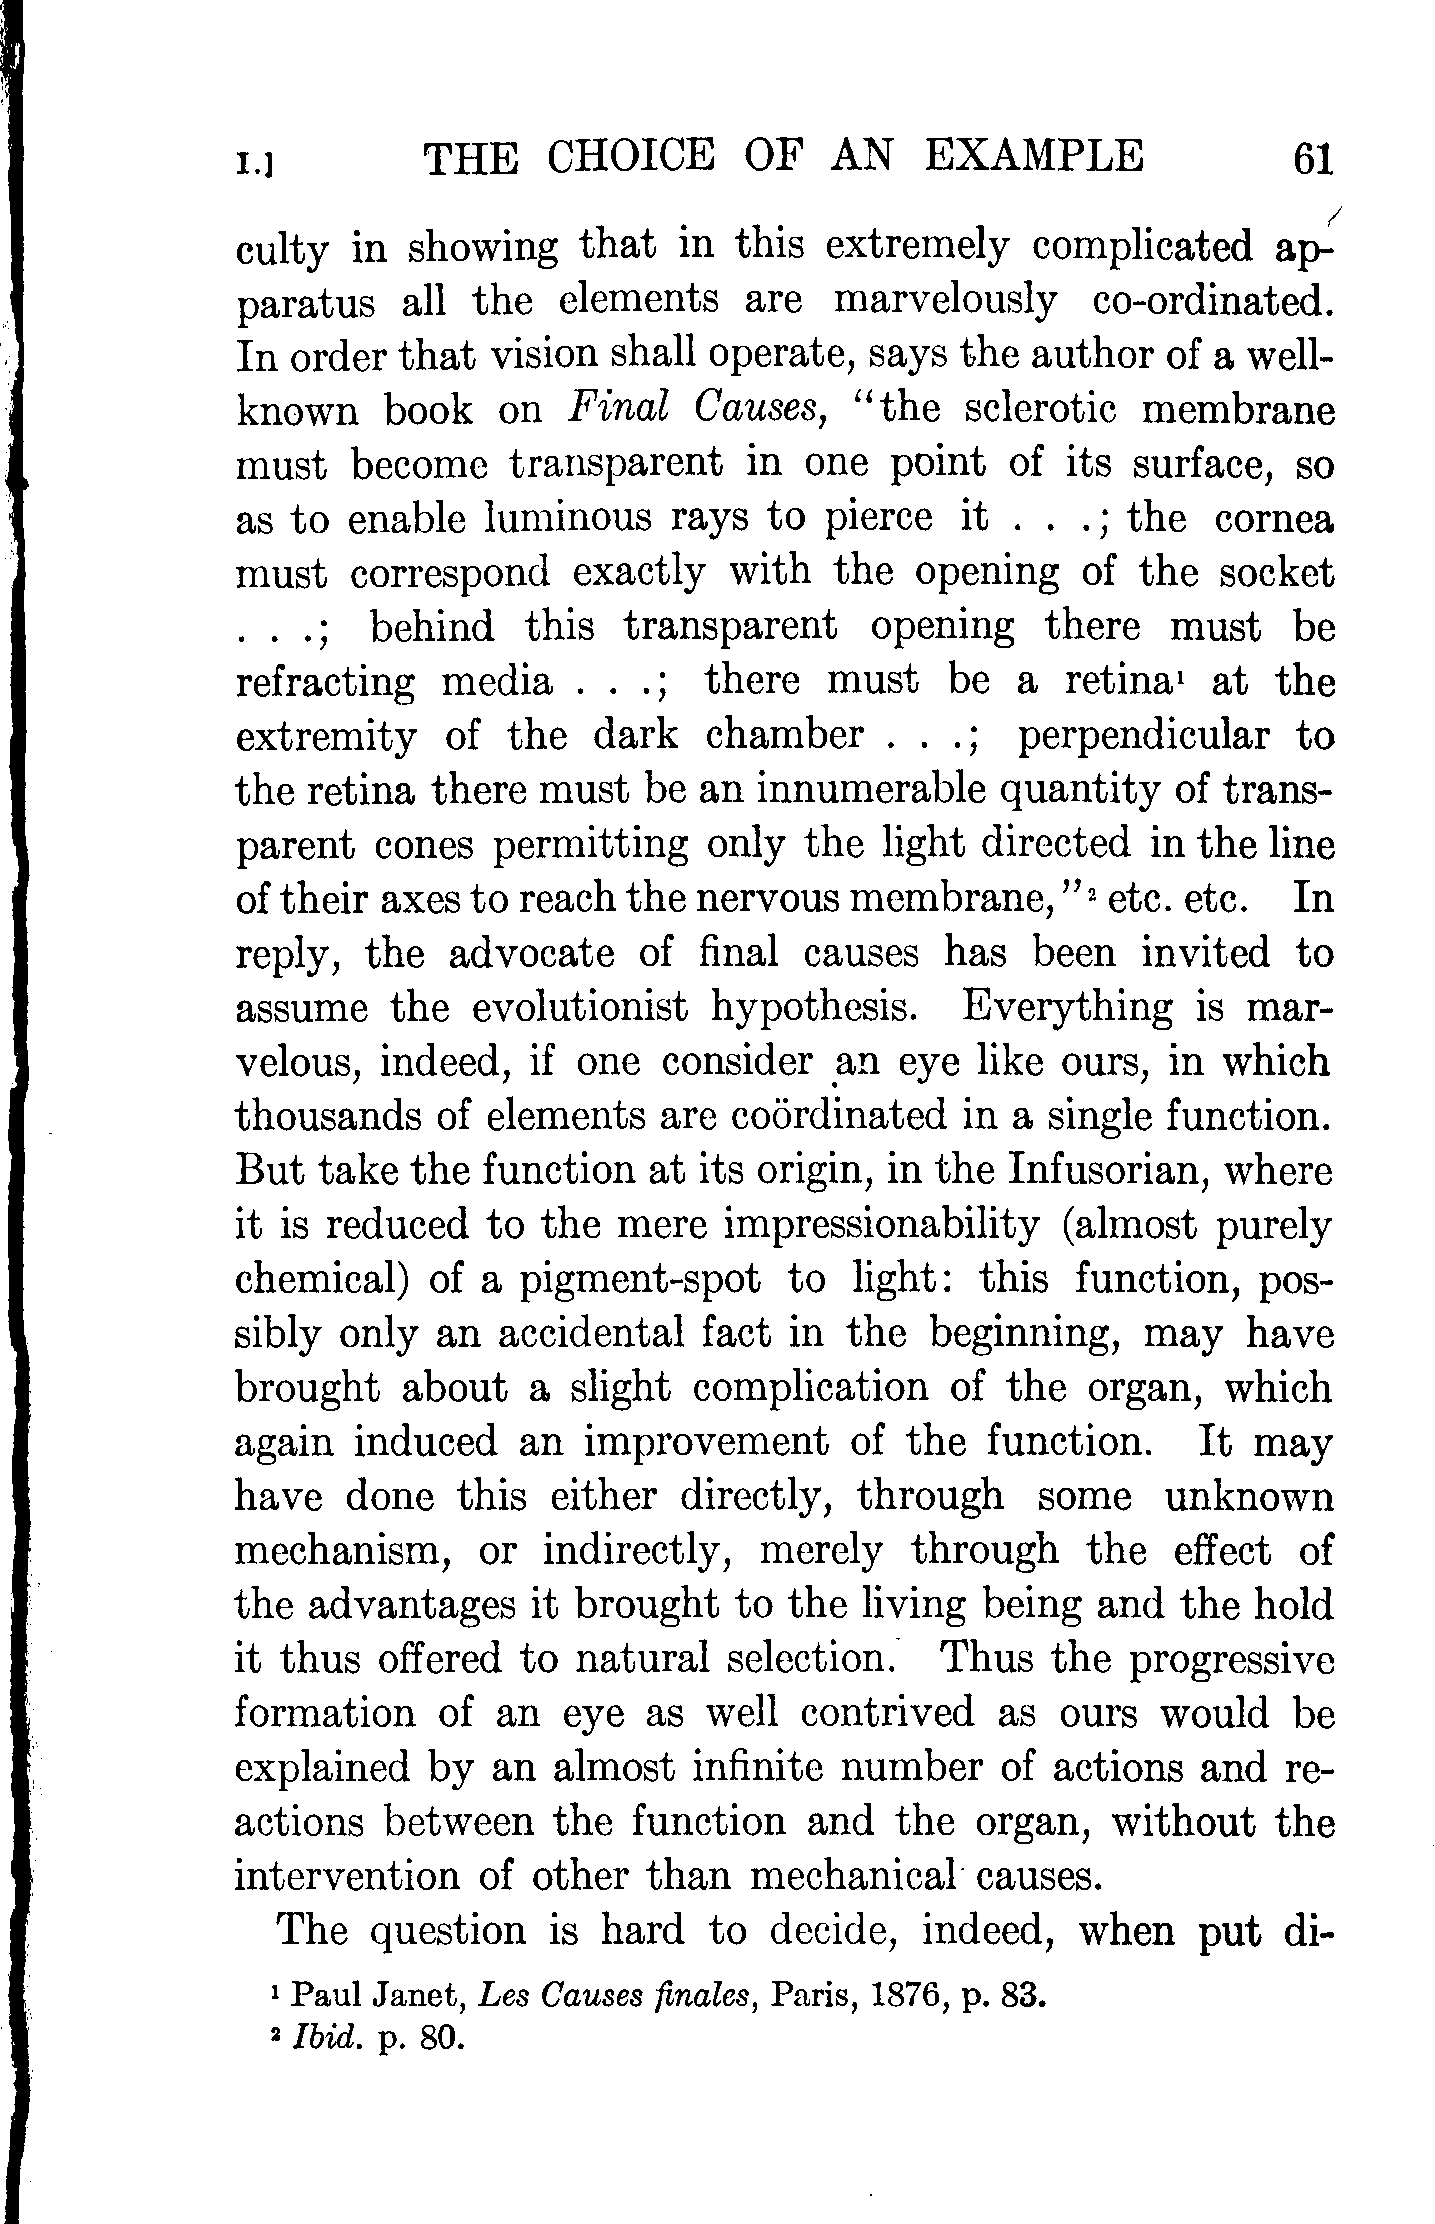 I.] THE CHOICE OF AN EXAMPLE 61
culty in showing that in this extremely complicated ap-
paratus all the elements are marvelously co-ordinated.
In order that vision shall operate, says the author of a well-
known book on Final Causes, "the sclerotic membrane
must become transparent in one point of its surface, so
as to enable luminous rays to pierce it . . .; the cornea
must correspond exactly with the opening of the socket
. . .; behind this transparent opening there must be
refracting media . . .; there must be a retina¹ at the
extremity of the dark chamber . . .; perpendicular to
the retina there must be an innumerable quantity of trans-
parent cones permitting only the light directed in the line
of their axes to reach the nervous membrane,"² etc. etc. In
reply, the advocate of final causes has been invited to
assume the evolutionist hypothesis. Everything is mar-
velous, indeed, if one consider an eye like ours, in which
thousands of elements are coördinated in a single function.
But take the function at its origin, in the Infusorian, where
it is reduced to the mere impressionability (almost purely
chemical) of a pigment-spot to light: this function, pos-
sibly only an accidental fact in the beginning, may have
brought about a slight complication of the organ, which
again induced an improvement of the function. It may
have done this either directly, through some unknown
mechanism, or indirectly, merely through the effect of
the advantages it brought to the living being and the hold
it thus offered to natural selection. Thus the progressive
formation of an eye as well contrived as ours would be
explained by an almost infinite number of actions and re-
actions between the function and the organ, without the
intervention of other than mechanical causes.
The question is hard to decide, indeed, when put di-
¹ Paul Janet, Les Causes finales, Paris, 1876, p. 83.
² Ibid. p. 80.